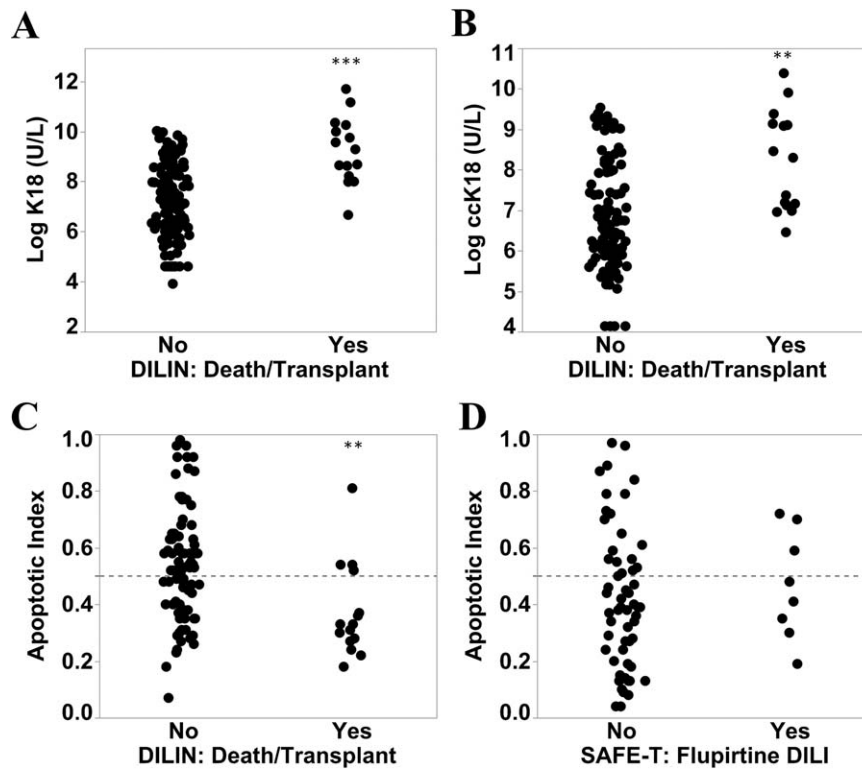 A
Log K18 (U/L)
12
10
8
6
4
2
***
No Yes
DILIN: Death/Transplant
B
Log ccK18 (U/L)
11
10
9
8
7
6
5
4
**
No Yes
DILIN: Death/Transplant
C
Apoptotic Index
1.0
0.8
0.6
0.4
0.2
0.0
**
No Yes
DILIN: Death/Transplant
D
Apoptotic Index
1.0
0.8
0.6
0.4
0.2
0.0
No Yes
SAFE-T: Flupirtine DILI